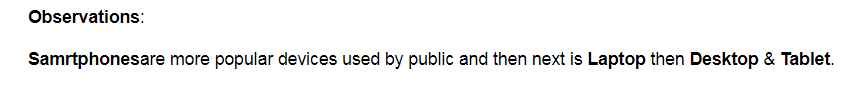 Observations:
Samrtphonesare more popular devices used by public and then next is Laptop then Desktop & Tablet.